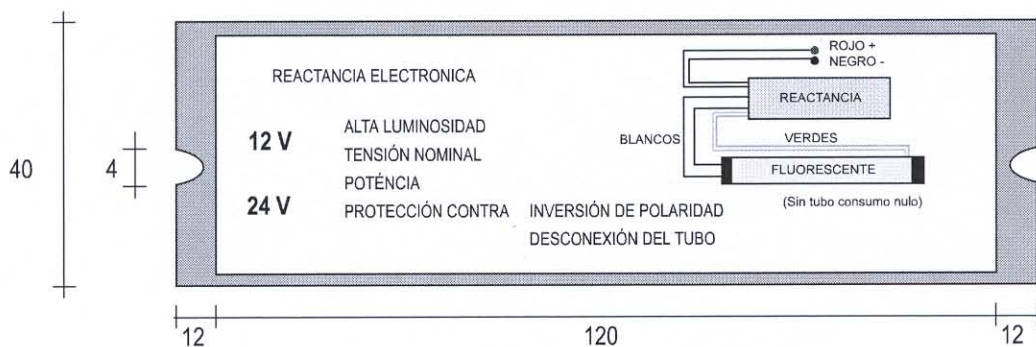 REACTANCIA ELECTRONICA
12 V
24 V
ALTA LUMINOSIDAD
TENSIÓN NOMINAL
POTÉNCIA
PROTECCIÓN CONTRA INVERSIÓN DE POLARIDAD
DESCONEXIÓN DEL TUBO
ROJO +
NEGRO -
REACTANCIA
BLANCOS
VERDES
FLUORESCENTE
(Sin tubo consumo nulo)
40
4
12
120
12